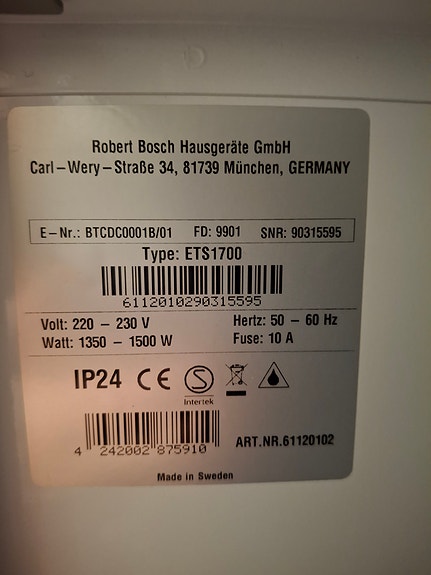 Robert Bosch Hausgeräte GmbH
Carl-Wery-Straße 34, 81739 München, GERMANY
E-Nr.: BTCDC0001B/01 FD: 9901 SNR: 90315595
Type: ETS1700
6112010290315595
Volt: 220 - 230 V Hertz: 50 - 60 Hz
Watt: 1350 - 1500 W Fuse: 10 A
IP24 CE S
Intertek
4 242002 875910 ART.NR.61120102
Made in Sweden